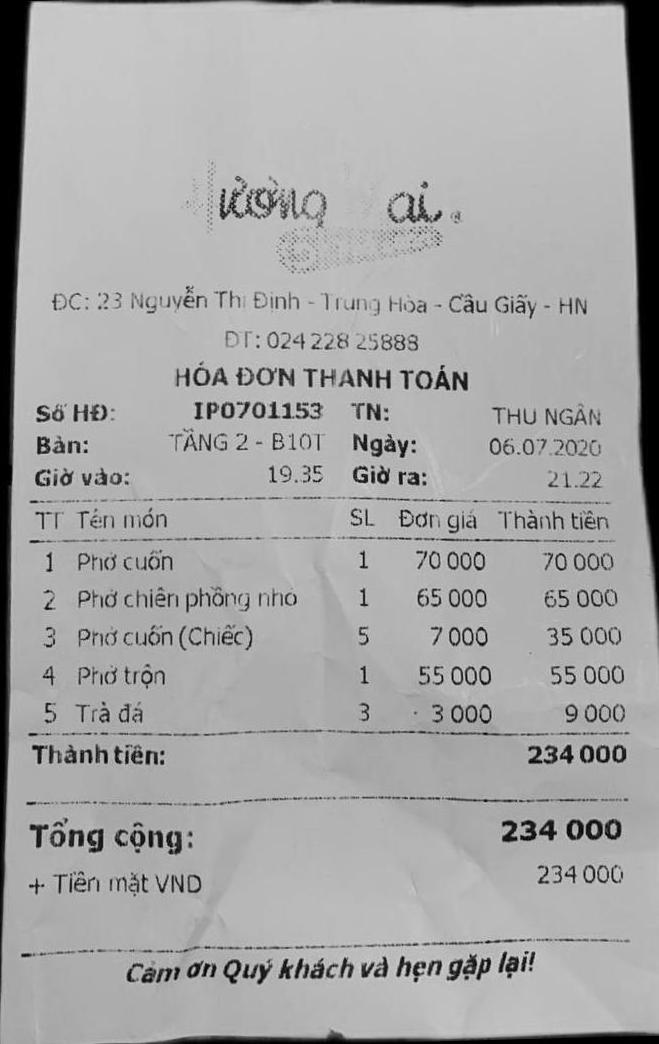 ường ai
ĐC: 23 Nguyễn Thị Định - Trung Hòa - Cầu Giấy - HN
ĐT: 024 228 25888
HÓA ĐƠN THANH TOÁN
Số HĐ: IP0701153 TN: THU NGÂN
Bàn: TẦNG 2 - B10T Ngày: 06.07.2020
Giờ vào: 19.35 Giờ ra: 21.22
TT Tên món SL Đơn giá Thành tiền
1 Phở cuốn 1 70 000 70 000
2 Phở chiên phồng nhỏ 1 65 000 65 000
3 Phở cuốn (Chiếc) 5 7 000 35 000
4 Phở trộn 1 55 000 55 000
5 Trà đá 3 3 000 9 000
Thành tiền: 234 000
Tổng cộng: 234 000
+ Tiền mặt VND 234 000
Cảm ơn Quý khách và hẹn gặp lại!